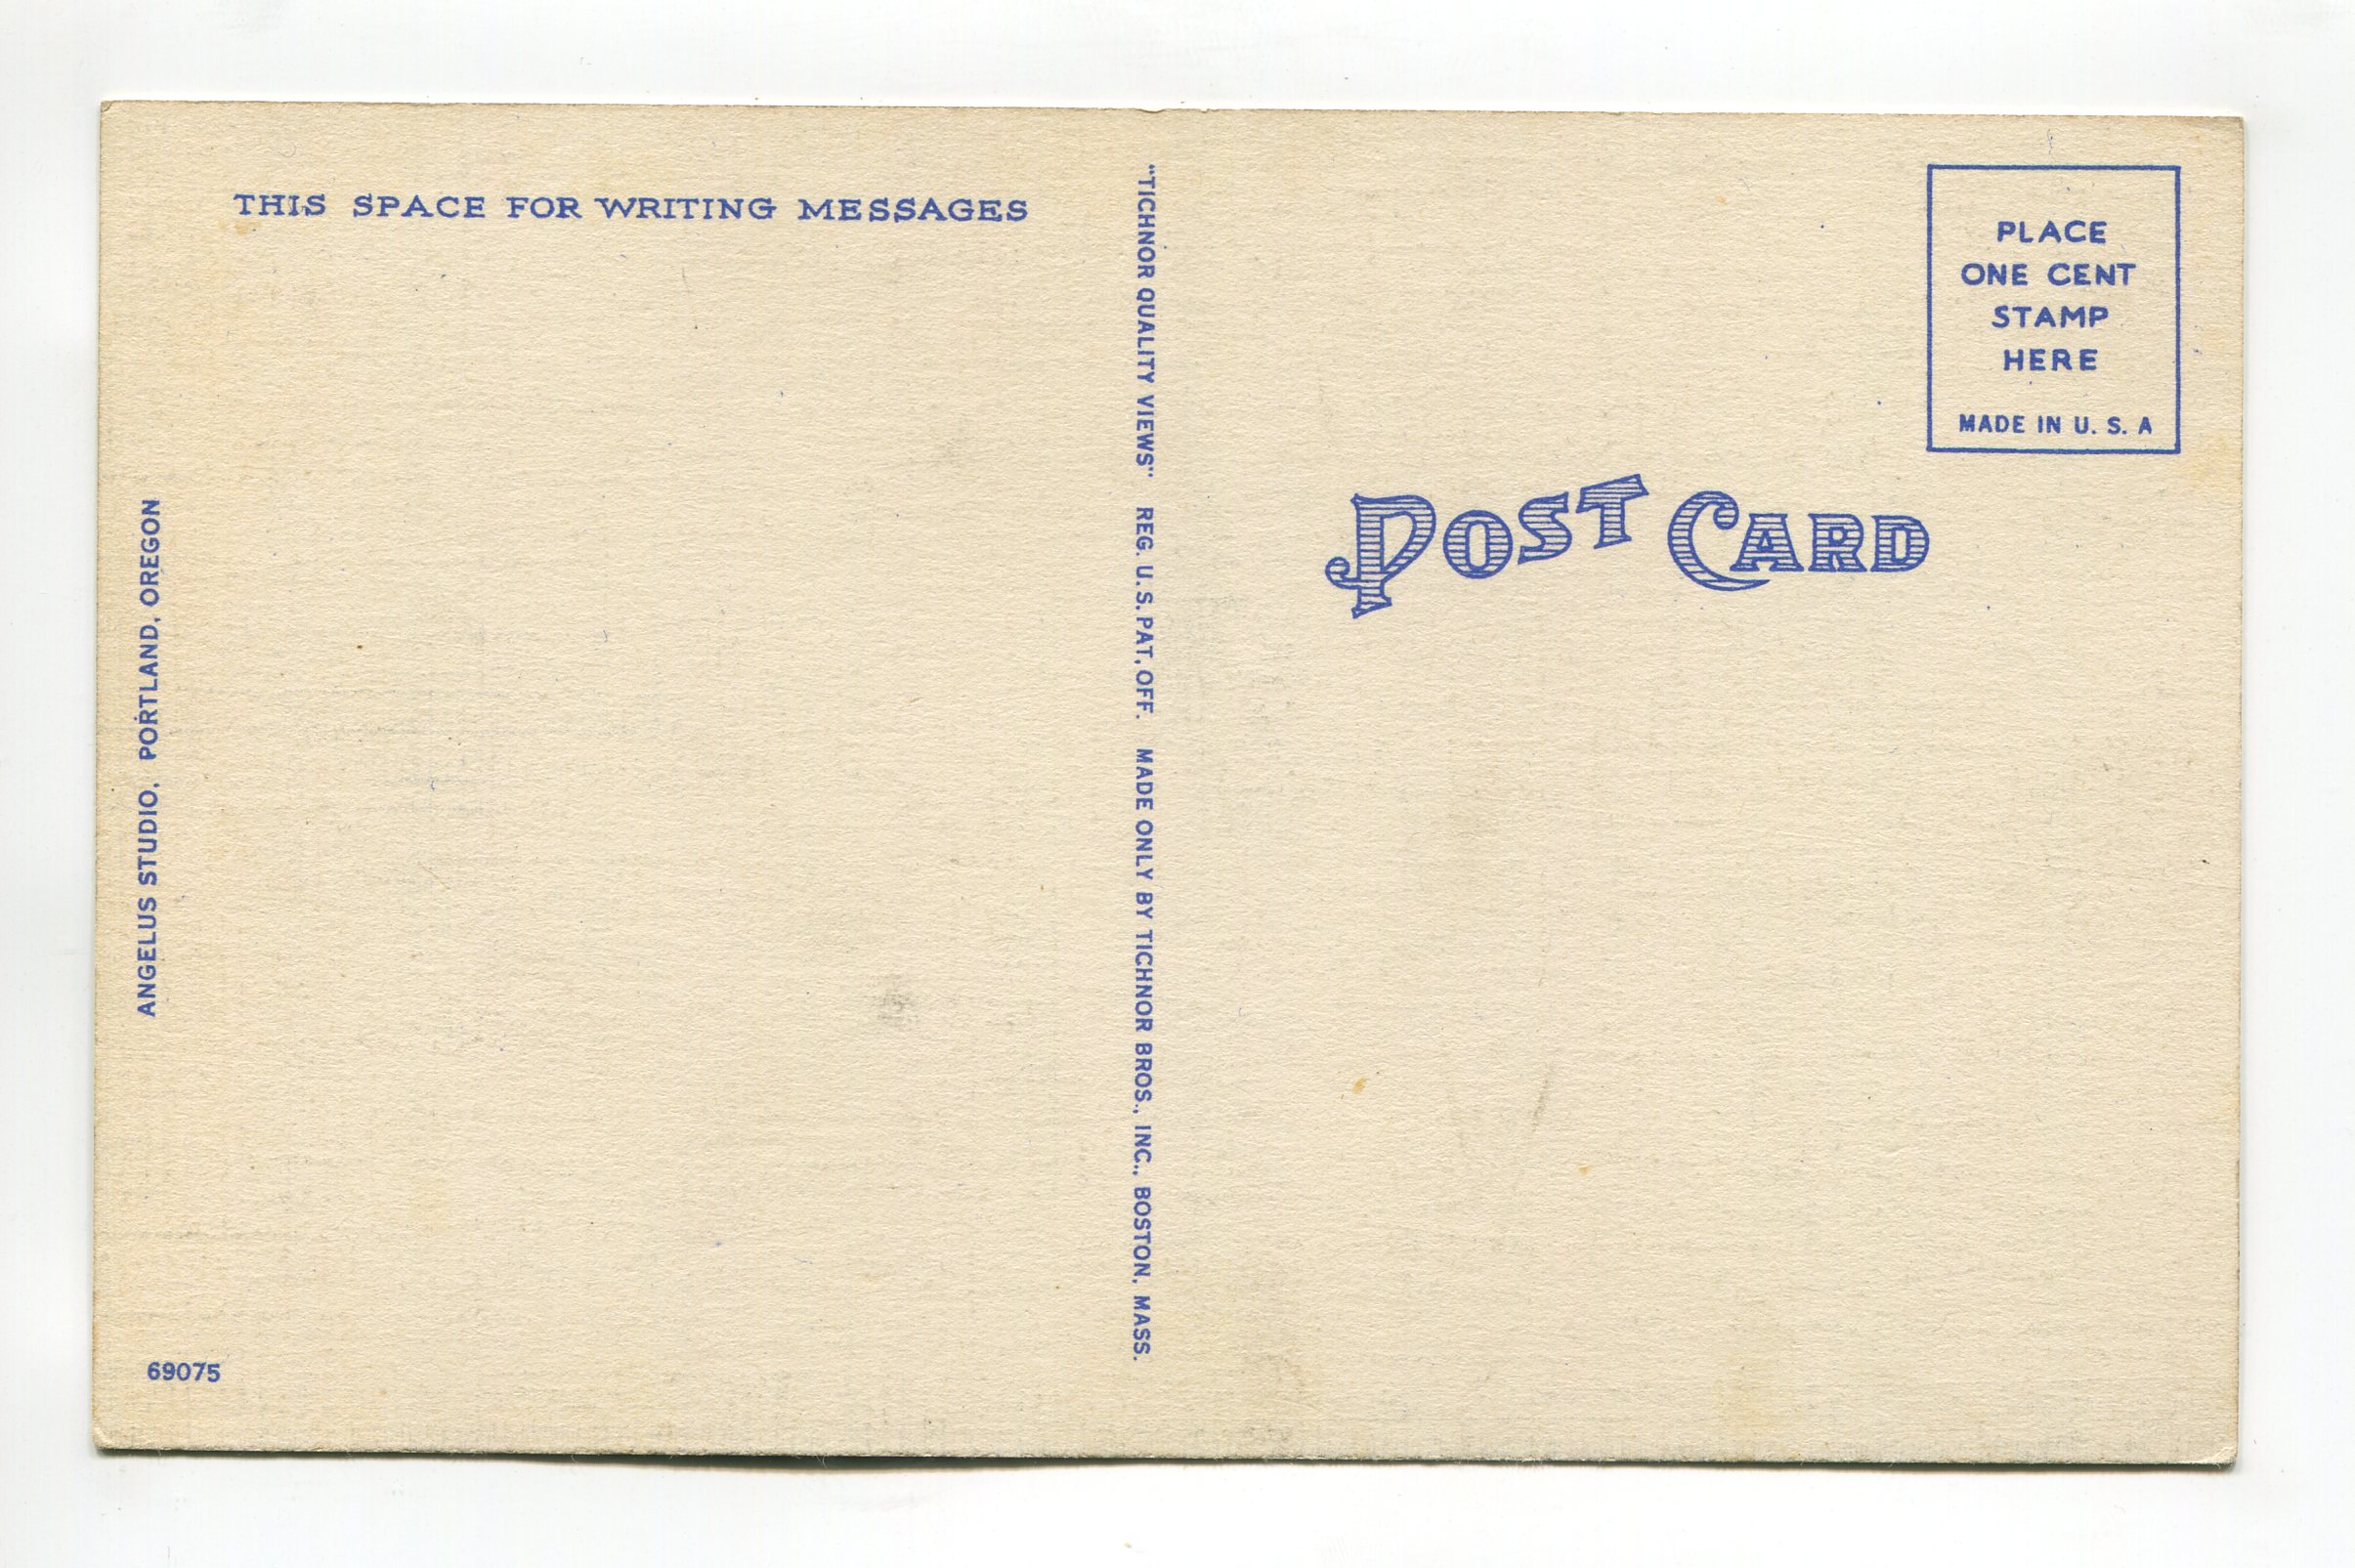 THIS SPACE FOR WRITING MESSAGES
ANGELUS STUDIO, PORTLAND, OREGON
69075
"TICHNOR QUALITY VIEWS" REG. U. S. PAT. OFF. MADE ONLY BY TICHNOR BROS., INC., BOSTON, MASS.
PLACE
ONE CENT
STAMP
HERE
MADE IN U. S. A
POST CARD